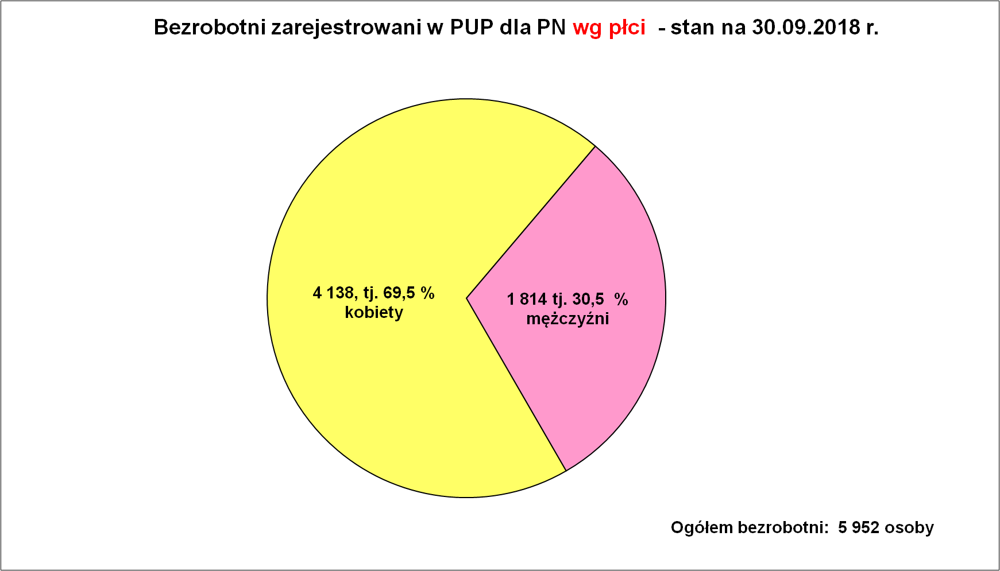 Bezrobotni zarejestrowani w PUP dla PN wg płci - stan na 30.09.2018 r.
4 138, tj. 69,5 %
kobiety
1 814 tj. 30,5 %
mężczyźni
Ogółem bezrobotni: 5 952 osoby